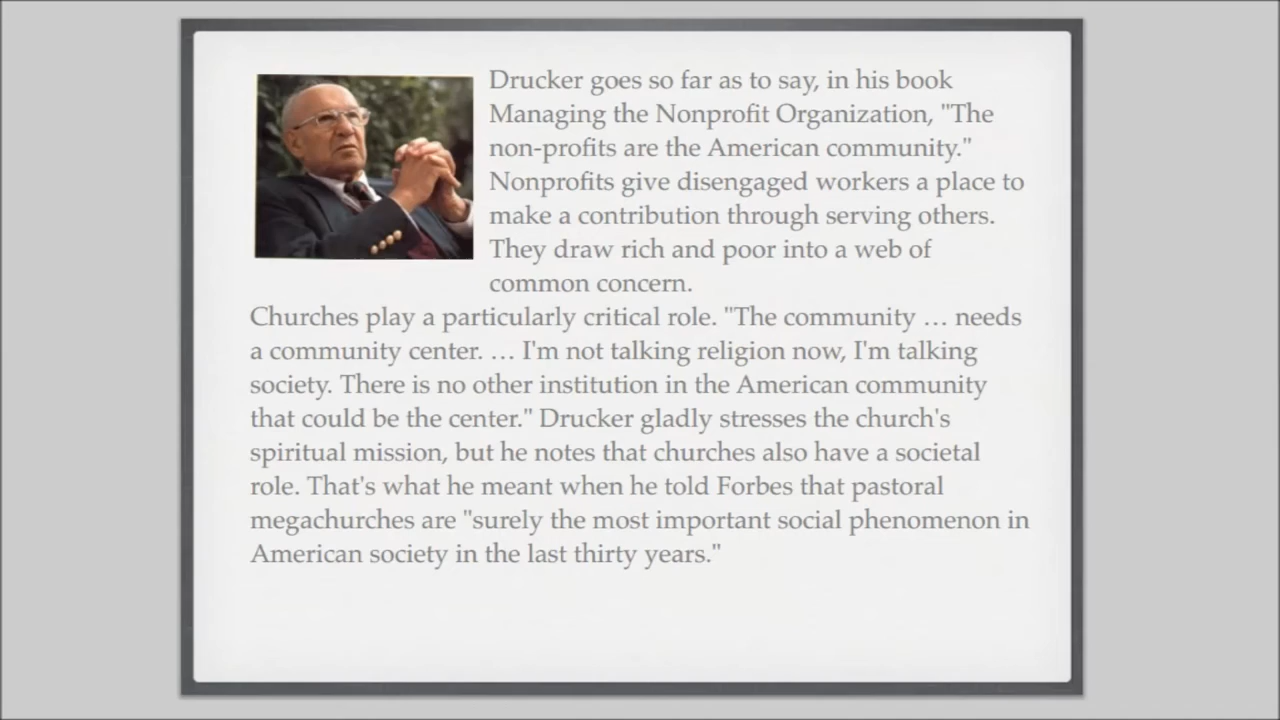 Drucker goes so far as to say, in his book
Managing the Nonprofit Organization, "The
non-profits are the American community."
Nonprofits give disengaged workers a place to
make a contribution through serving others.
They draw rich and poor into a web of
common concern.
Churches play a particularly critical role. "The community … needs
a community center. … I'm not talking religion now, I'm talking
society. There is no other institution in the American community
that could be the center." Drucker gladly stresses the church's
spiritual mission, but he notes that churches also have a societal
role. That's what he meant when he told Forbes that pastoral
megachurches are "surely the most important social phenomenon in
American society in the last thirty years."